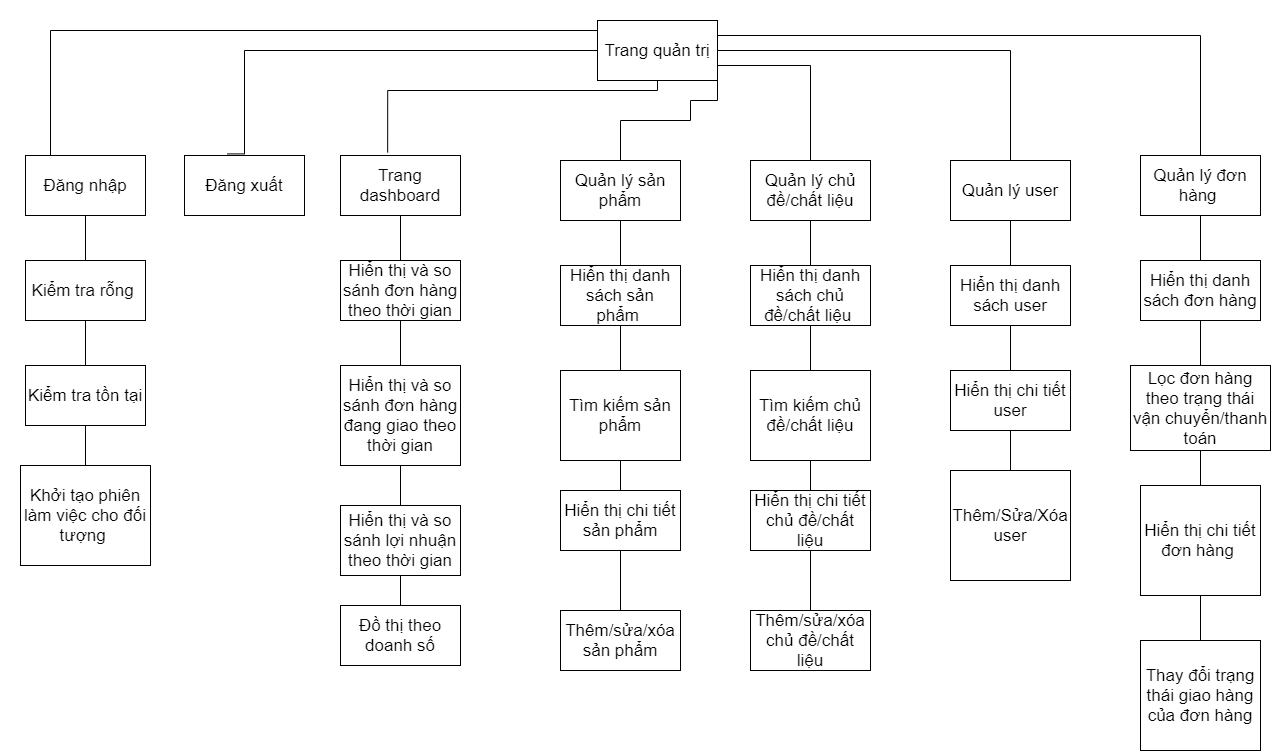 Trang quản trị
Đăng nhập
Đăng xuất
Trang
dashboard
Quản lý sản
phẩm
Quản lý chủ
đề/chất liệu
Quản lý user
Quản lý đơn
hàng
Kiểm tra rỗng
Hiển thị và so
sánh đơn hàng
theo thời gian
Hiển thị danh
sách sản
phẩm
Hiển thị danh
sách chủ
đề/chất liệu
Hiển thị danh
sách user
Hiển thị danh
sách đơn hàng
Kiểm tra tồn tại
Hiển thị và so
sánh đơn hàng
đang giao theo
thời gian
Tìm kiếm sản
phẩm
Tìm kiếm chủ
đề/chất liệu
Hiển thị chi tiết
user
Lọc đơn hàng
theo trạng thái
vận chuyển/thanh
toán
Khởi tạo phiên
làm việc cho đối
tượng
Hiển thị và so
sánh lợi nhuận
theo thời gian
Hiển thị chi tiết
sản phẩm
Hiển thị chi tiết
chủ đề/chất
liệu
Thêm/Sửa/Xóa
user
Hiển thị chi tiết
đơn hàng
Đồ thị theo
doanh số
Thêm/sửa/xóa
sản phẩm
Thêm/sửa/xóa
chủ đề/chất
liệu
Thay đổi trạng
thái giao hàng
của đơn hàng